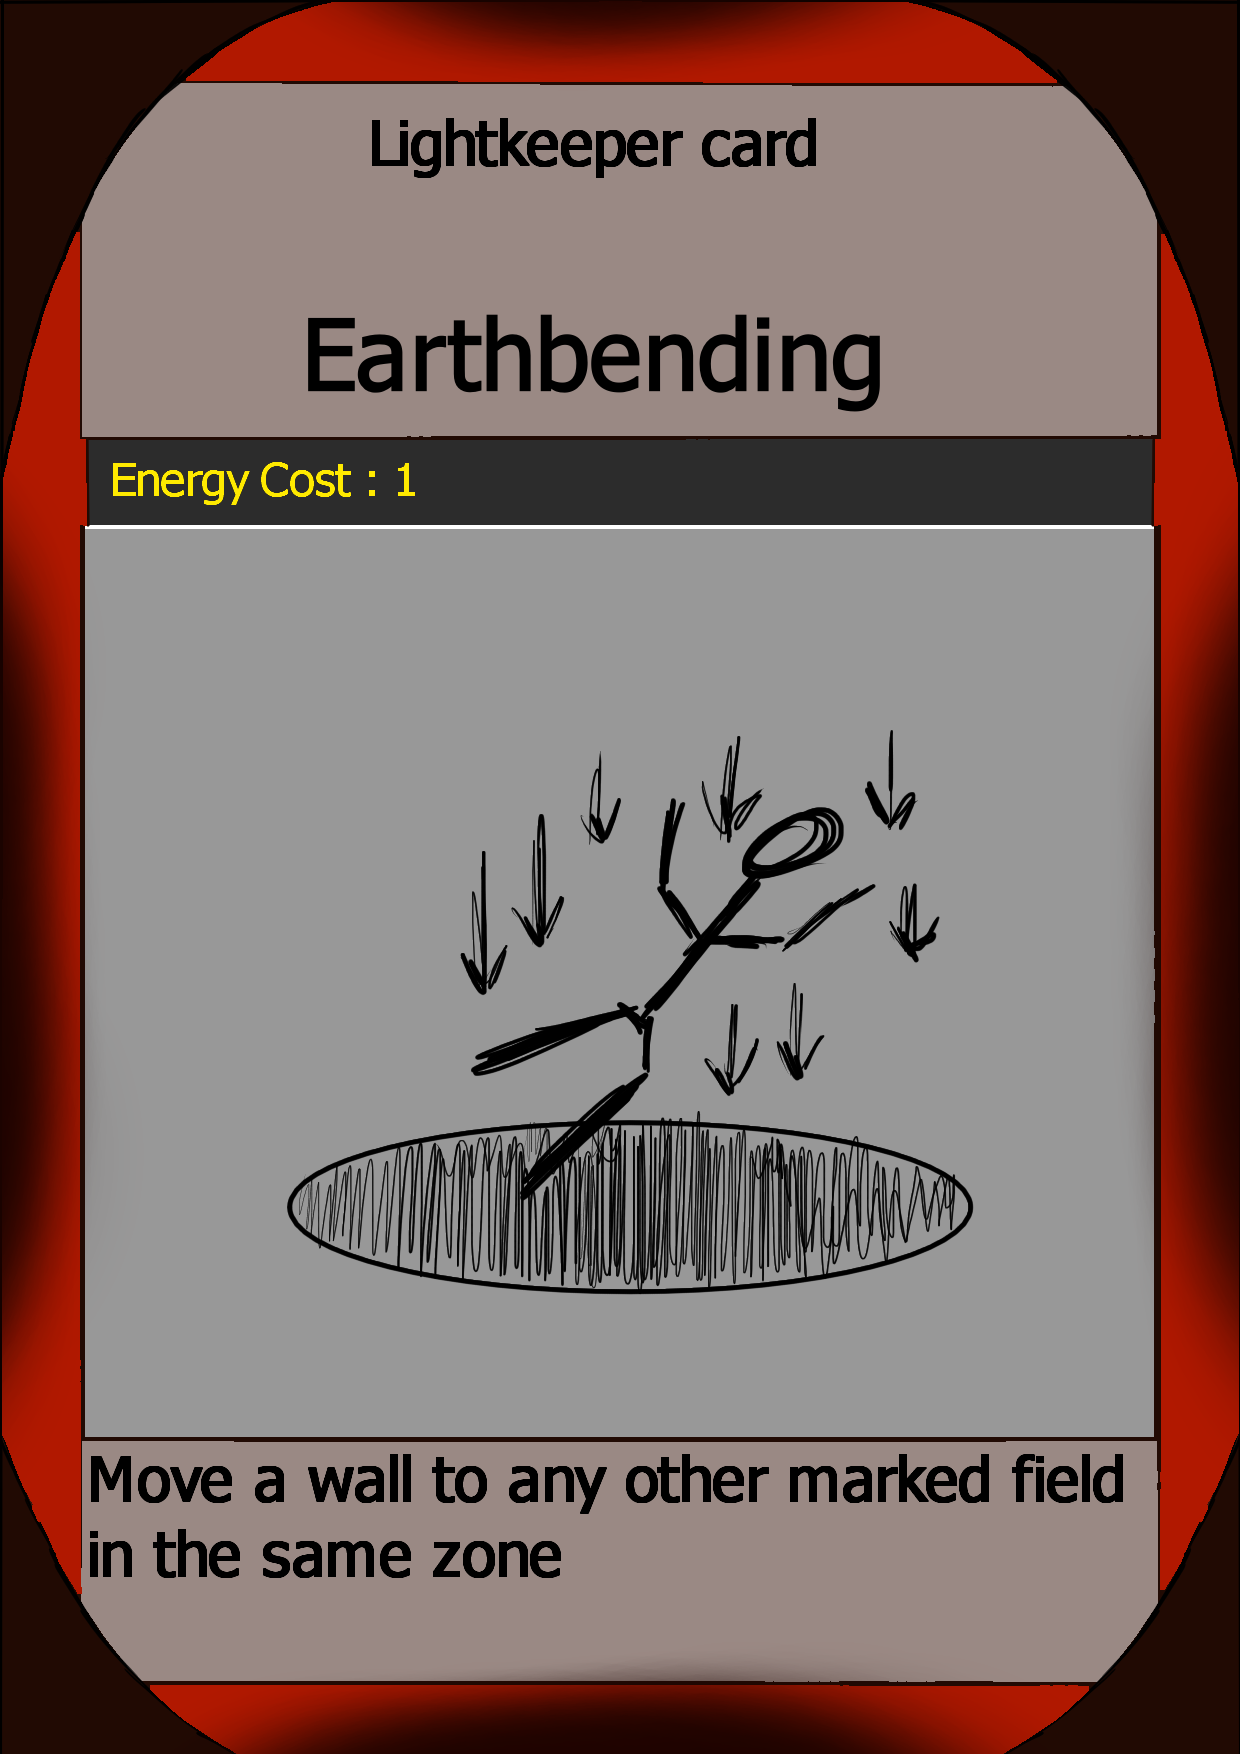 Lightkeeper card
Earthbending
Energy Cost : 1
Move a wall to any other marked field
in the same zone